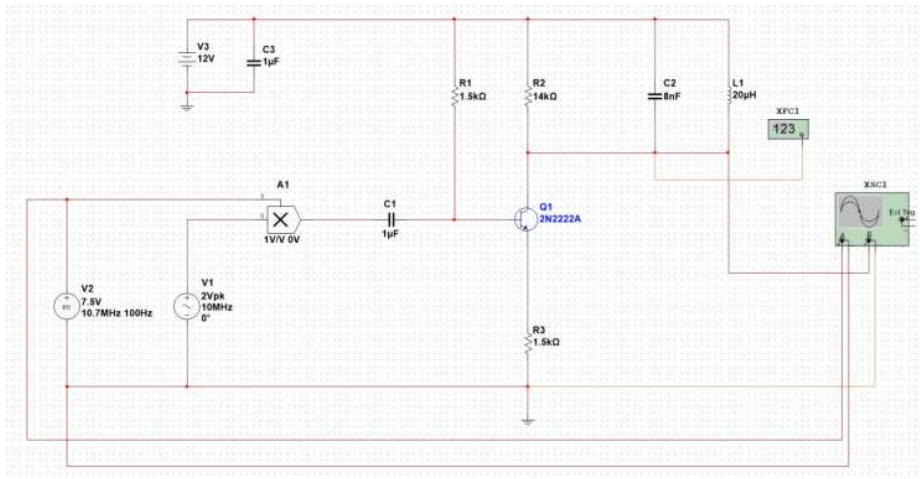 V3
12V
C3
1µF
R1
1.5kΩ
R2
14kΩ
C2
8nF
L1
20µH
XFC1
123
A1
1V/V 0V
C1
1µF
Q1
2N2222A
XSC1
Ext Trig
V2
7.5V
10.7MHz 100Hz
V1
2Vpk
10MHz
0°
R3
1.5kΩ